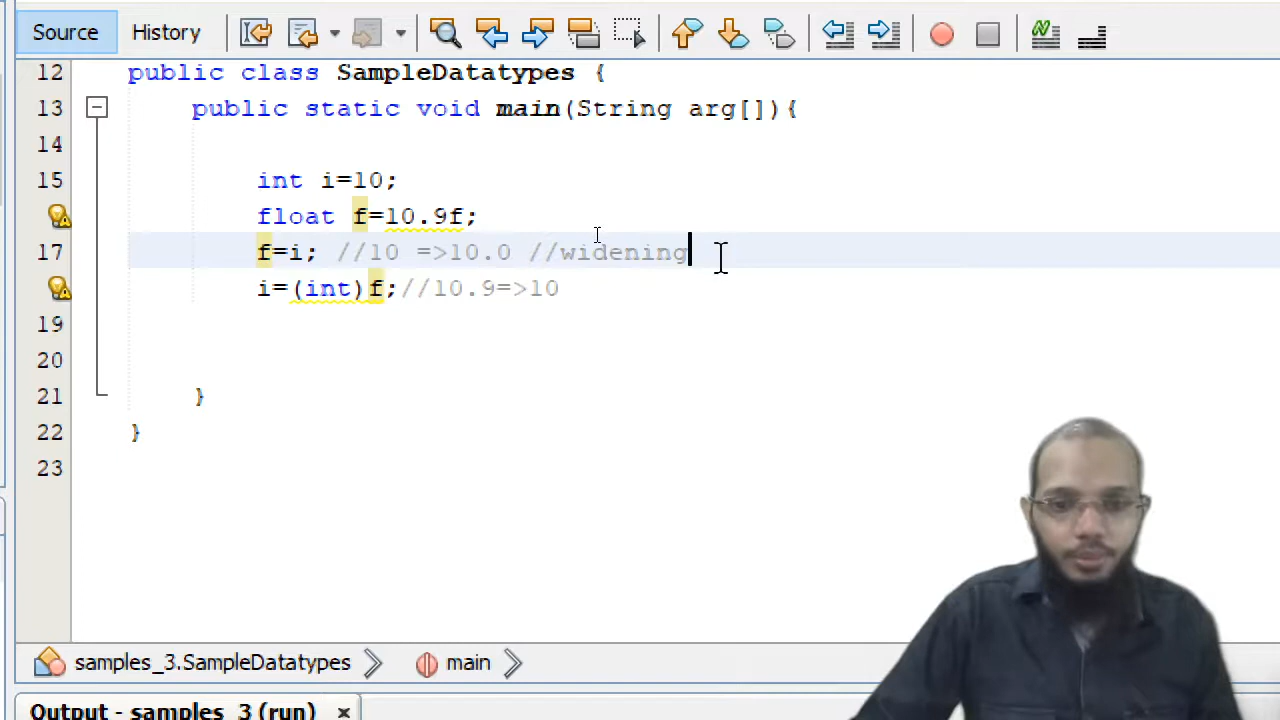 Source History
12 public class SampleDatatypes {
13 public static void main(String arg[]){
14
15 int i=10;
float f=10.9f;
17 f=i; //10 =>10.0 //widening
i=(int)f;//10.9=>10
19
20
21 }
22 }
23
samples_3.SampleDatatypes main
Output - samples_3 (run) ×